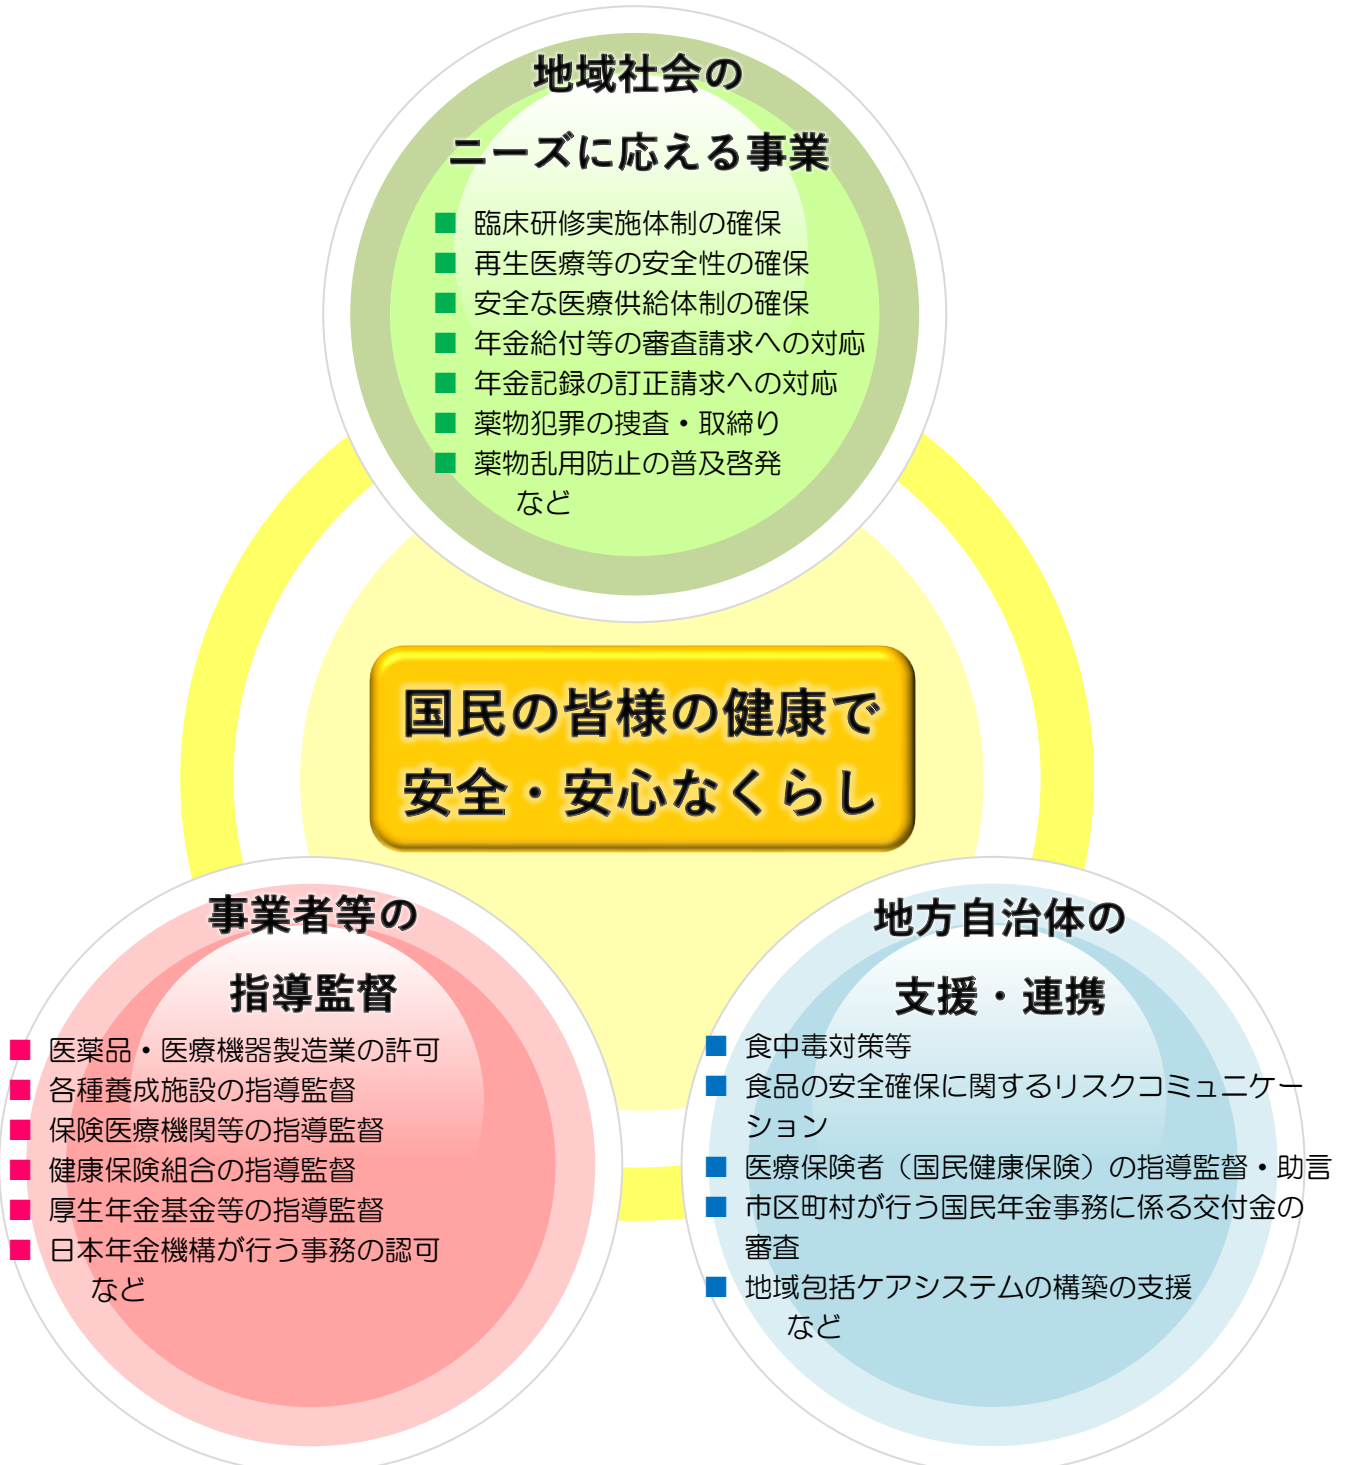 地域社会の
ニーズに応える事業
■ 臨床研修実施体制の確保
■ 再生医療等の安全性の確保
■ 安全な医療供給体制の確保
■ 年金給付等の審査請求への対応
■ 年金記録の訂正請求への対応
■ 薬物犯罪の捜査・取締り
■ 薬物乱用防止の普及啓発
など
国民の皆様の健康で
安全・安心なくらし
事業者等の
指導監督
■ 医薬品・医療機器製造業の許可
■ 各種養成施設の指導監督
■ 保険医療機関等の指導監督
■ 健康保険組合の指導監督
■ 厚生年金基金等の指導監督
■ 日本年金機構が行う事務の認可
など
地方自治体の
支援・連携
■ 食中毒対策等
■ 食品の安全確保に関するリスクコミュニケー
ション
■ 医療保険者（国民健康保険）の指導監督・助言
■ 市区町村が行う国民年金事務に係る交付金の
審査
■ 地域包括ケアシステムの構築の支援
など